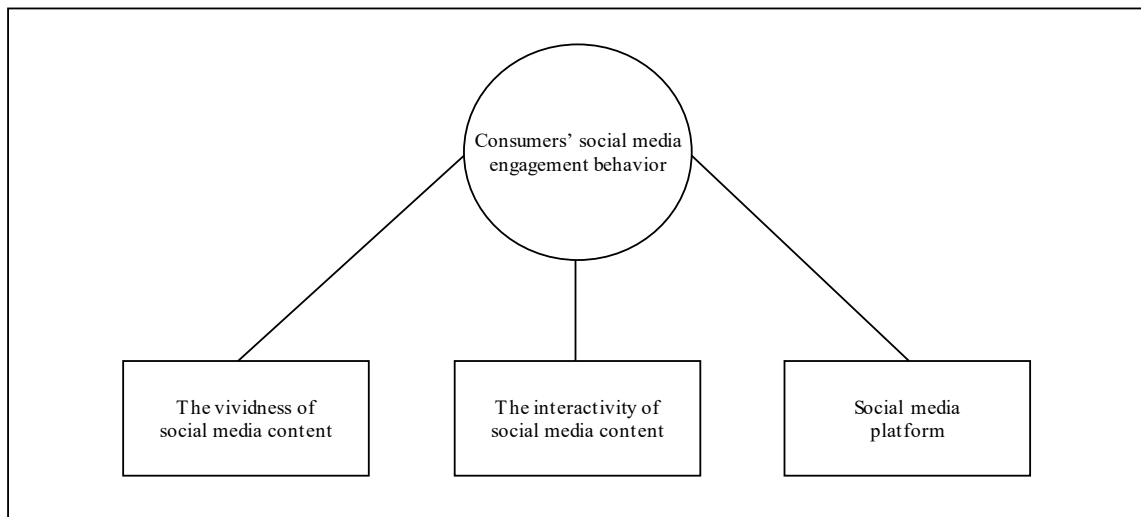 Consumers’ social media
engagement behavior
The vividness of
social media content
The interactivity of
social media content
Social media
platform